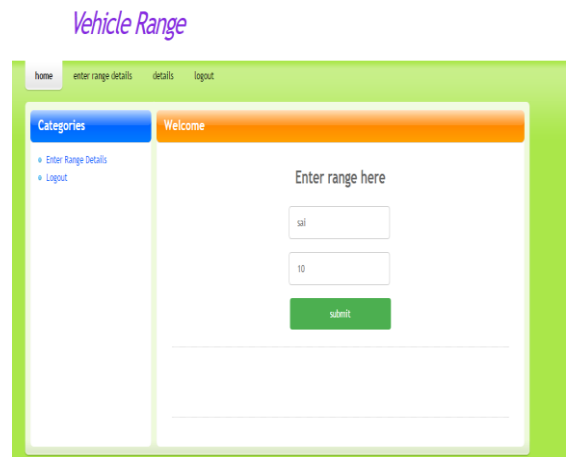 Vehicle Range
home enter range details details logout
Categories
Enter Range Details
Logout
Welcome
Enter range here
sai
10
submit